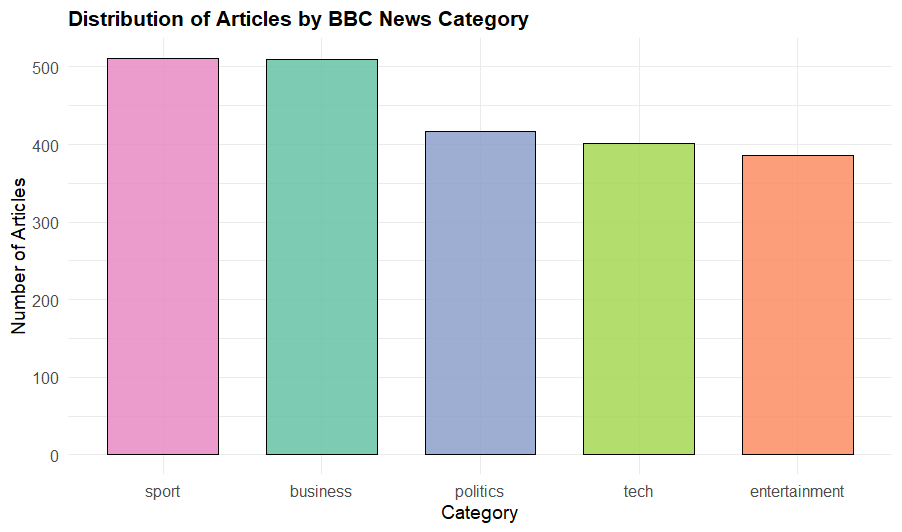 Distribution of Articles by BBC News Category
Number of Articles
500
400
300
200
100
0
sport business politics tech entertainment
Category